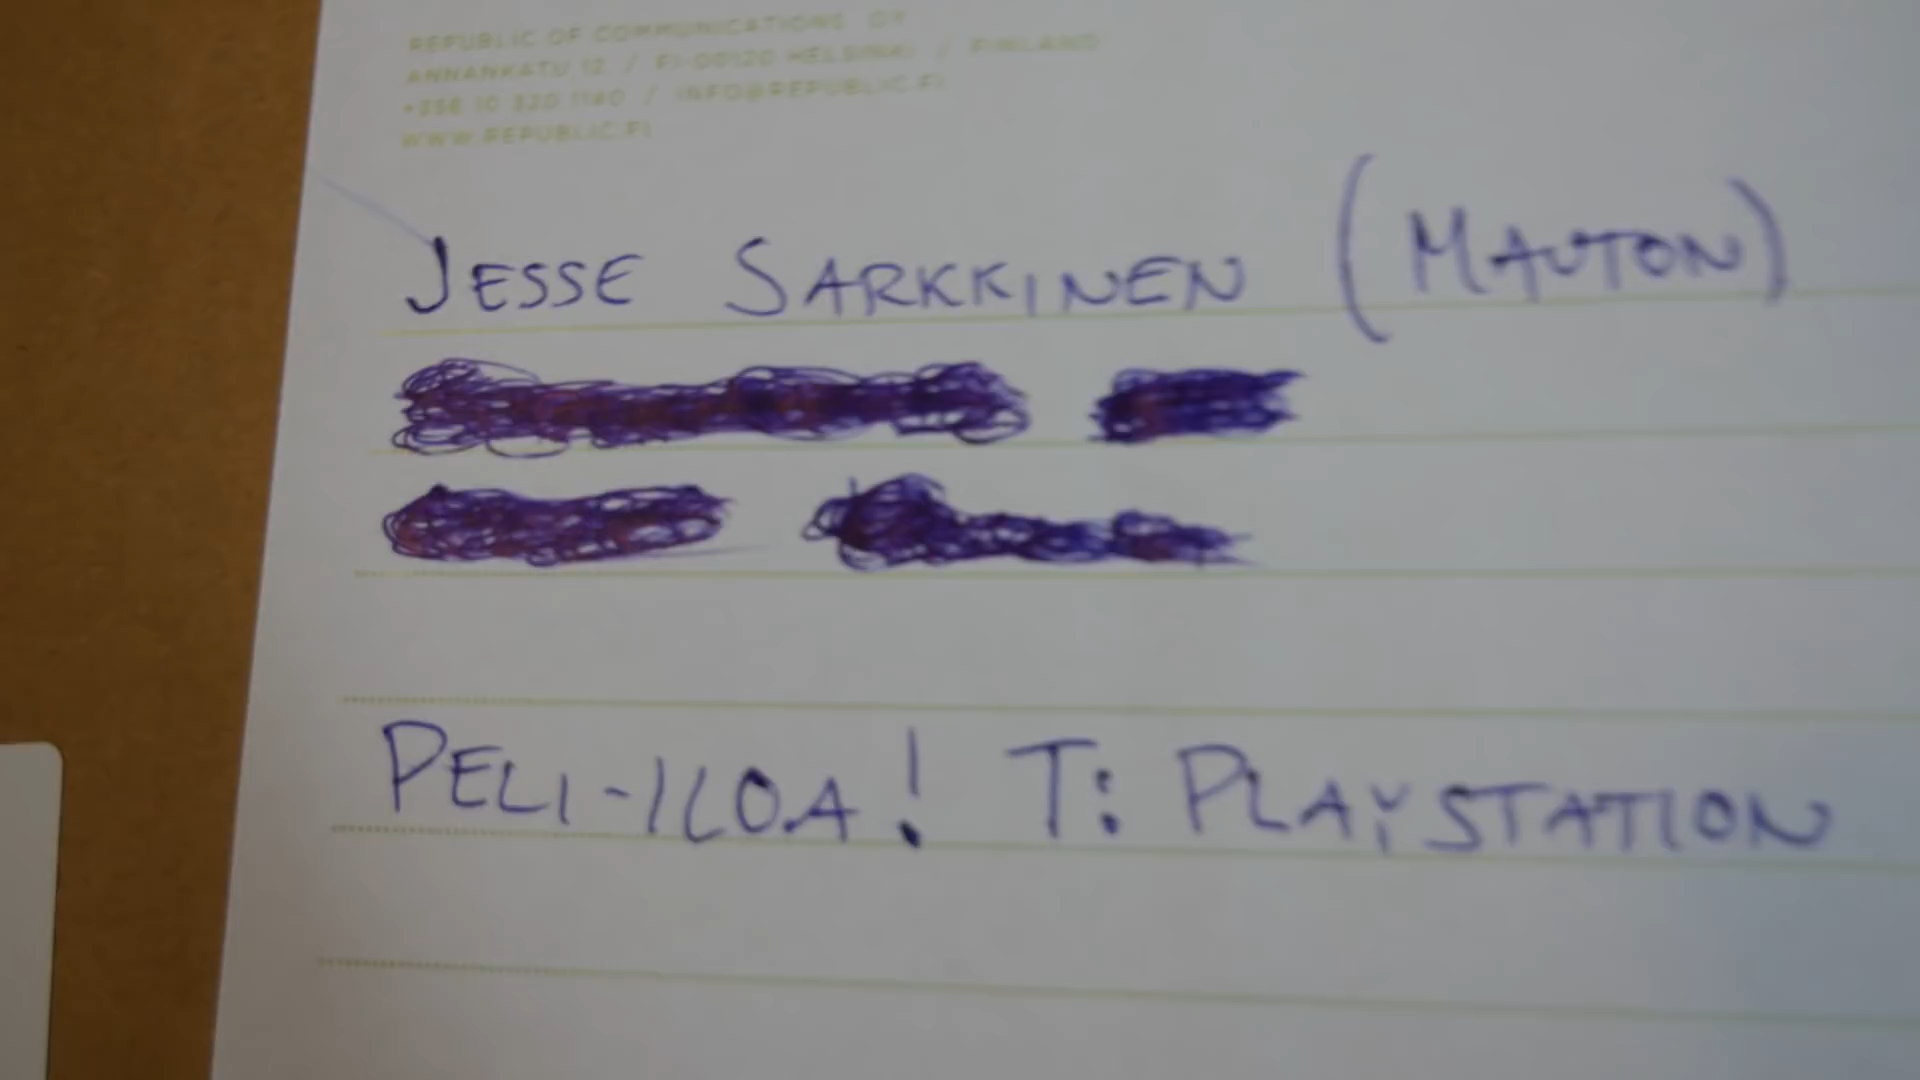 REPUBLIC OF COMMUNICATIONS OY
ANNANKATU 12 / FI-00120 HELSINKI / FINLAND
+358 10 320 1140 / INFO@REPUBLIC.FI
WWW.REPUBLIC.FI
JESSE SARKKINEN (MAUTON)
PELI-ILOA! T: PLAYSTATION